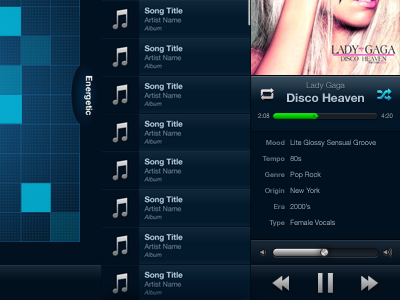 Energetic
Song Title
Artist Name
Album
Song Title
Artist Name
Album
Song Title
Artist Name
Album
Song Title
Artist Name
Album
Song Title
Artist Name
Album
Song Title
Artist Name
Album
Song Title
Artist Name
Album
Song Title
Artist Name
Album
LADY GAGA
DISCO HEAVEN
Lady Gaga
Disco Heaven
2:08 4:20
Mood Lite Glossy Sensual Groove
Tempo 80s
Genre Pop Rock
Origin New York
Era 2000's
Type Female Vocals